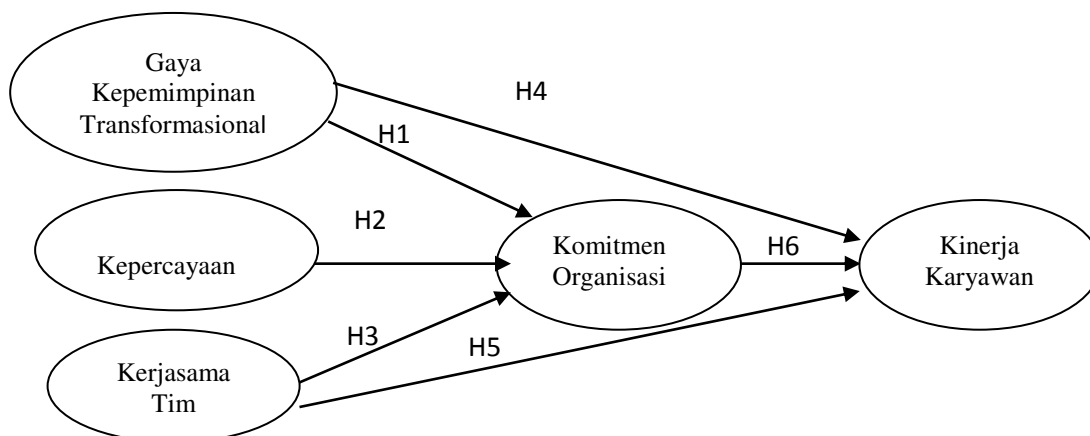 Gaya
Kepemimpinan
Transformasional
H4
H1
H2
Kepercayaan
Komitmen
Organisasi
H6
Kinerja
Karyawan
H3
H5
Kerjasama
Tim